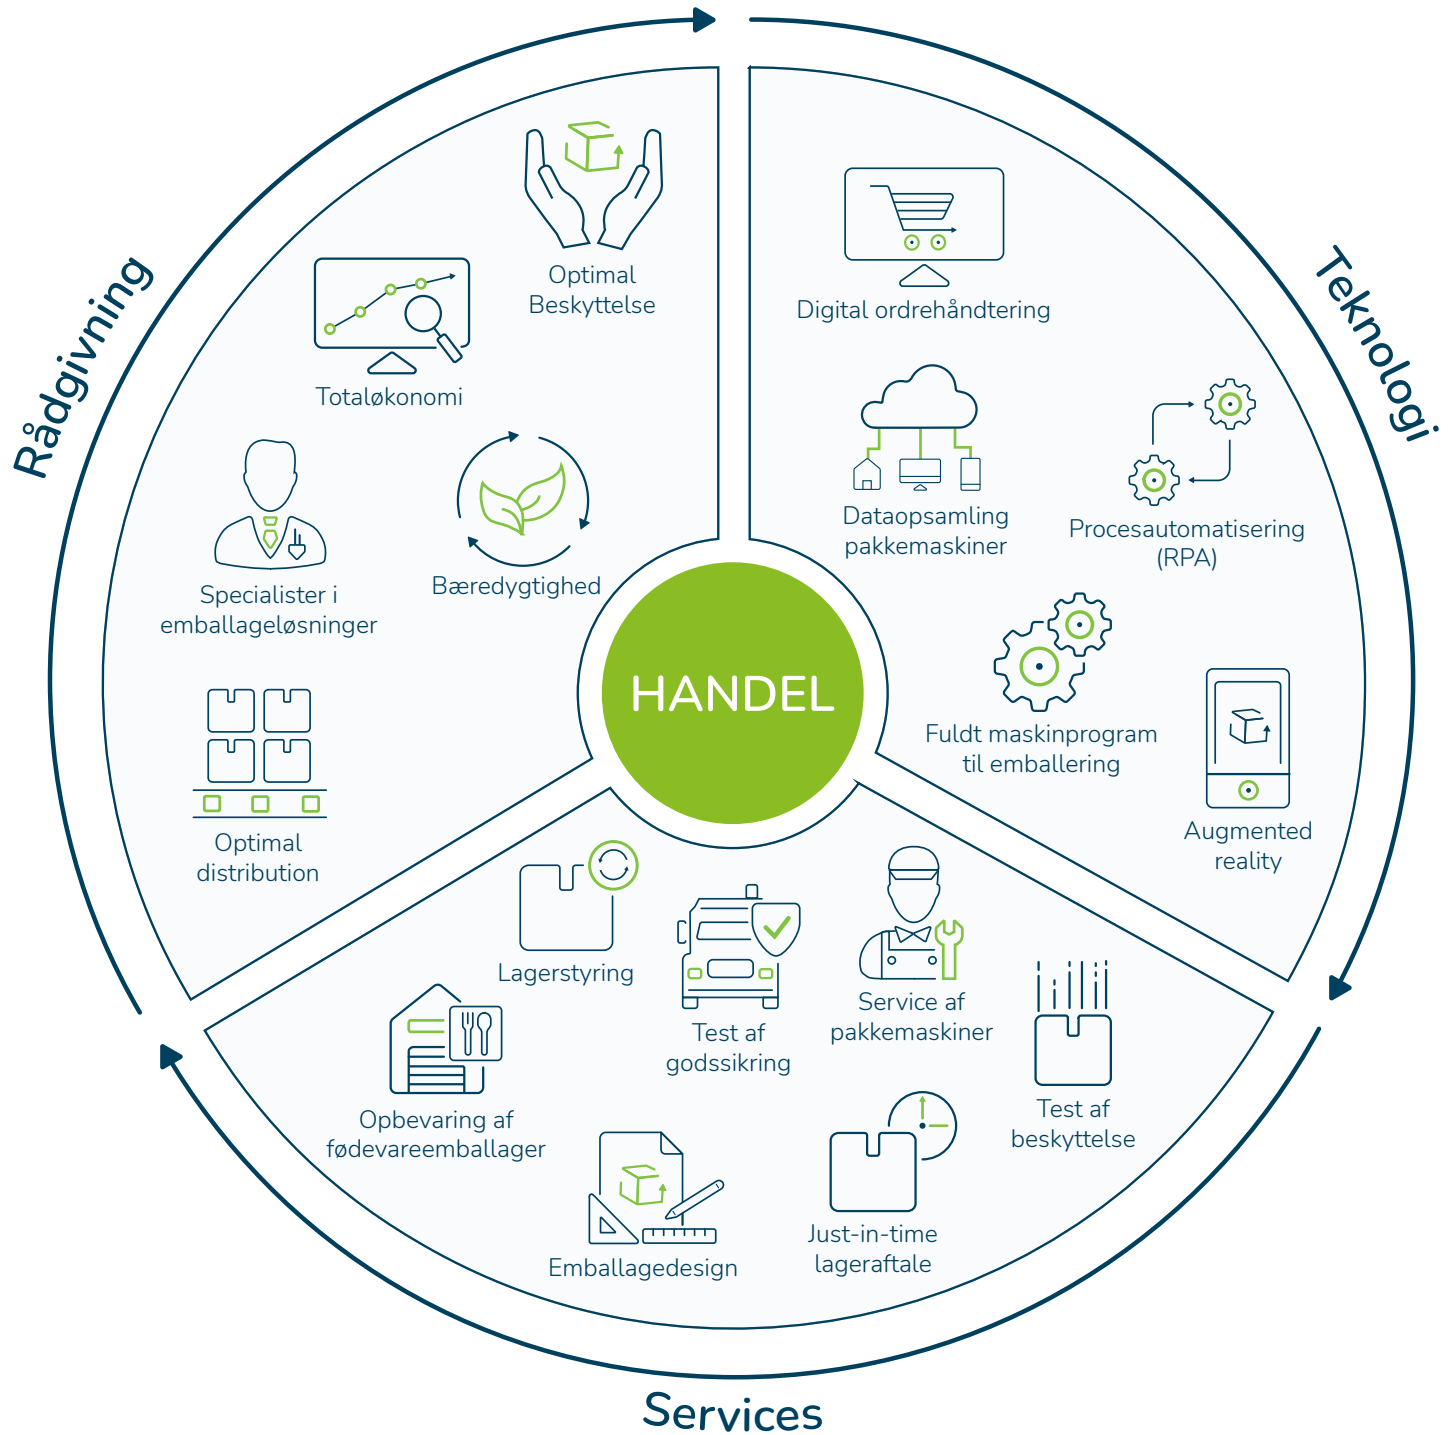 Rådgivning
Optimal
Beskyttelse
Totaløkonomi
Specialister i
emballageløsninger
Bæredygtighed
Optimal
distribution
Teknologi
Digital ordrehåndtering
Dataopsamling
pakkemaskiner
Procesautomatisering
(RPA)
Fuldt maskinprogram
til emballering
Augmented
reality
HANDEL
Lagerstyring
Test af
godssikring
Service af
pakkemaskiner
Test af
beskyttelse
Opbevaring af
fødevareemballager
Emballagedesign
Just-in-time
lageraftale
Services